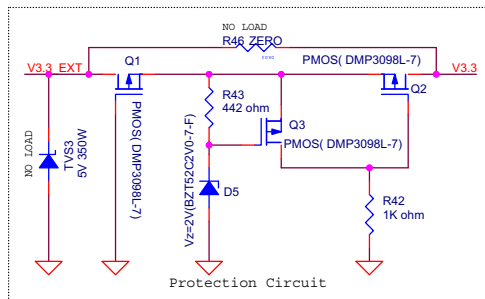 NO LOAD
R46 ZERO
V3.3_EXT
Q1
PMOS( DMP3098L-7)
V3.3
PMOS( DMP3098L-7)
Q2
R43
442 ohm
Q3
PMOS( DMP3098L-7)
NO LOAD
TVS3
5V 350W
D5
Vz=2V(BZT52C2V0-7-F)
R42
1K ohm
Protection Circuit